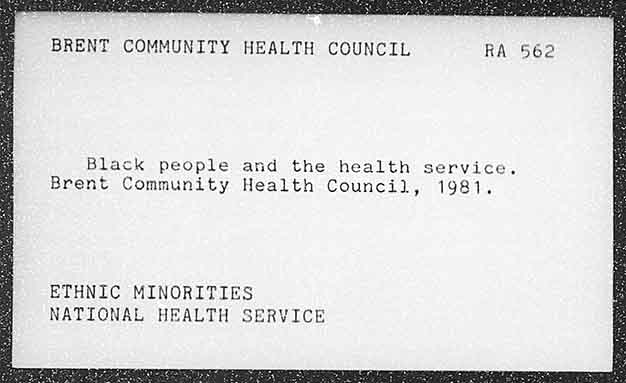 BRENT COMMUNITY HEALTH COUNCIL RA 562
Black people and the health service.
Brent Community Health Council, 1981.
ETHNIC MINORITIES
NATIONAL HEALTH SERVICE